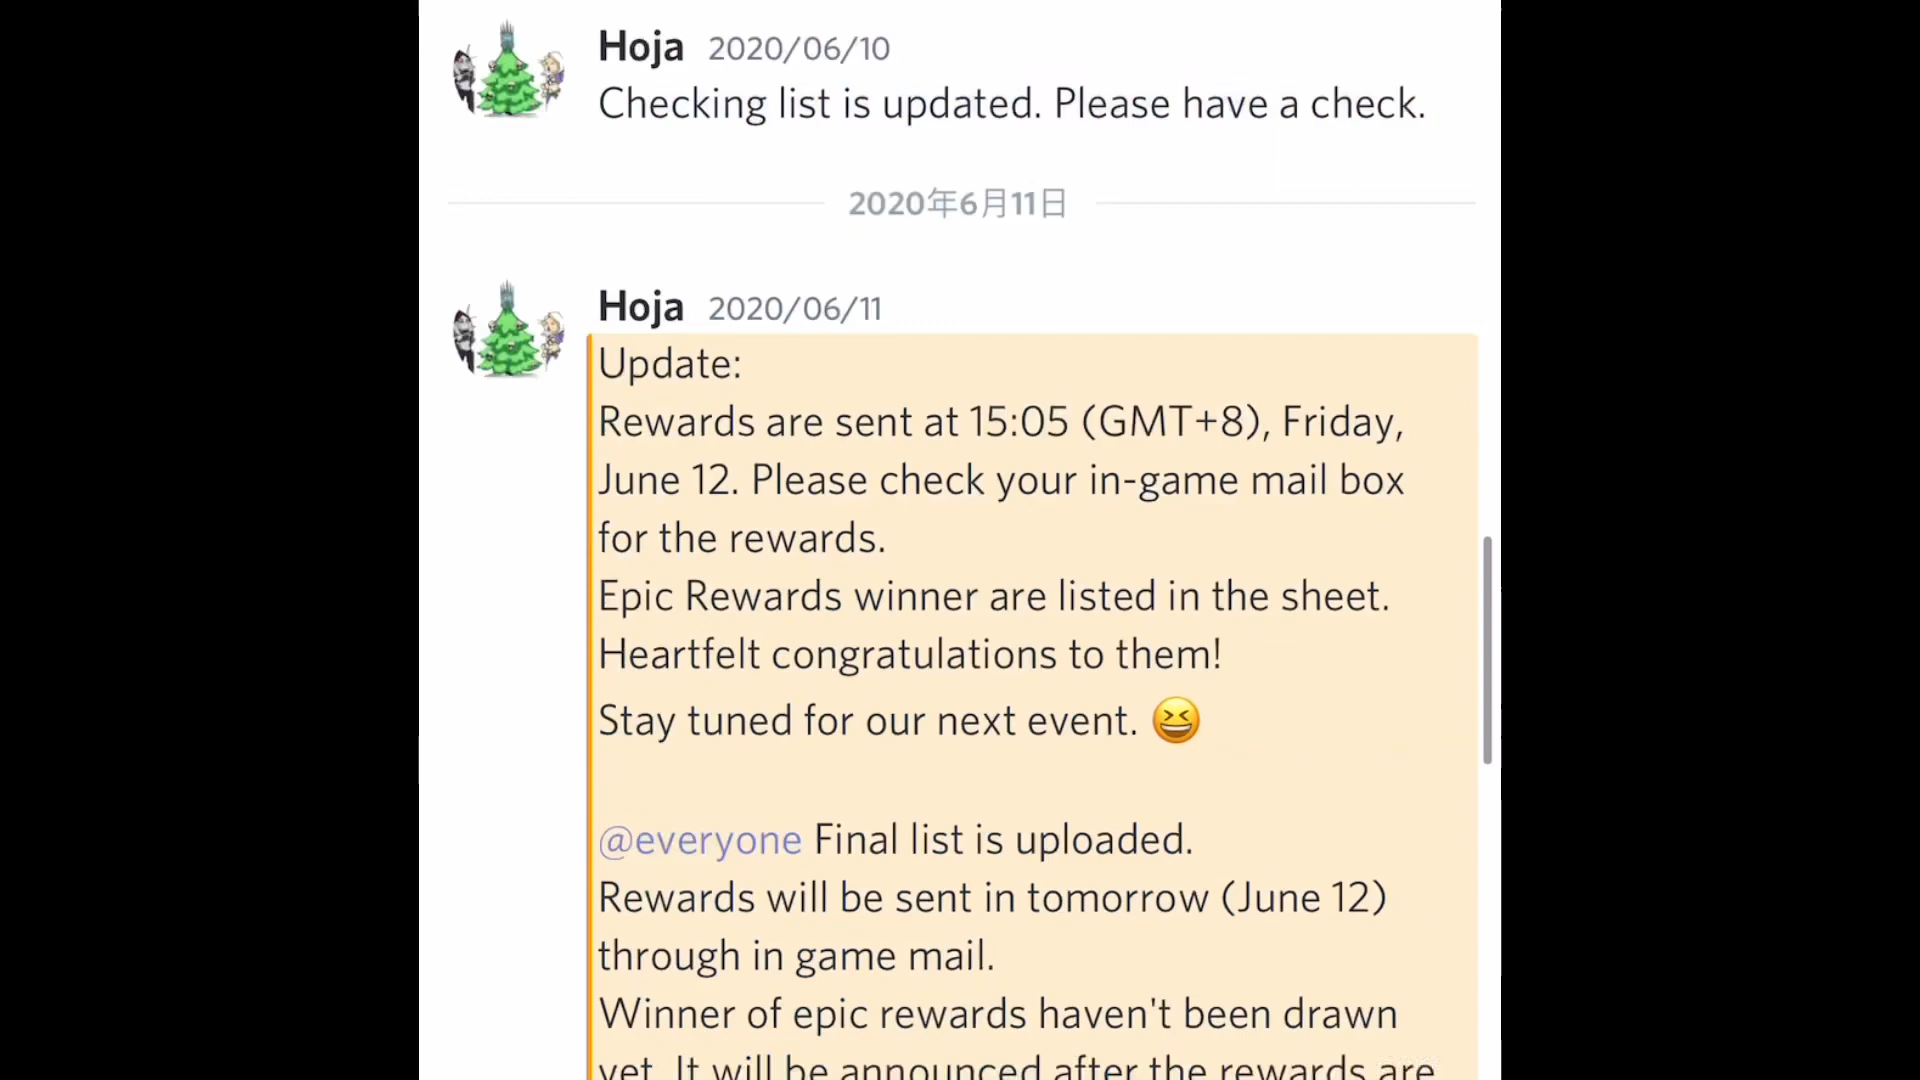 Hoja 2020/06/10
Checking list is updated. Please have a check.
2020年6月11日
Hoja 2020/06/11
Update:
Rewards are sent at 15:05 (GMT+8), Friday,
June 12. Please check your in-game mail box
for the rewards.
Epic Rewards winner are listed in the sheet.
Heartfelt congratulations to them!
Stay tuned for our next event. 😆
@everyone Final list is uploaded.
Rewards will be sent in tomorrow (June 12)
through in game mail.
Winner of epic rewards haven't been drawn
yet. It will be announced after the rewards are